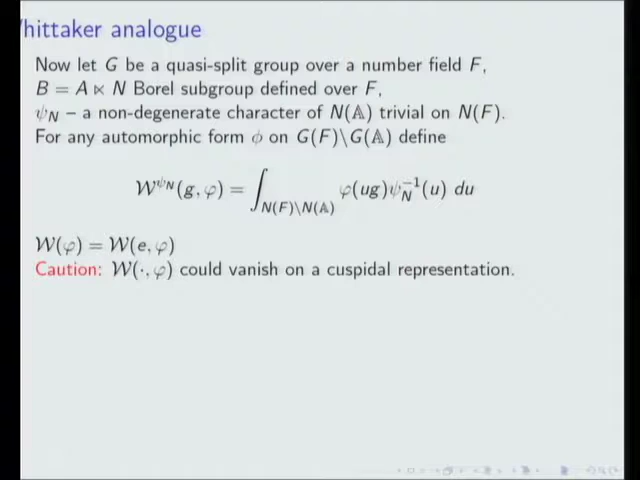 hittaker analogue
Now let G be a quasi-split group over a number field F,
B = A ⋉ N Borel subgroup defined over F,
ψ_N – a non-degenerate character of N(𝔸) trivial on N(F).
For any automorphic form ϕ on G(F)\G(𝔸) define
𝒲^{ψ_N}(g, φ) = ∫_{N(F)\N(𝔸)} φ(ug)ψ_N^{-1}(u) du
𝒲(φ) = 𝒲(e, φ)
Caution: 𝒲(·, φ) could vanish on a cuspidal representation.